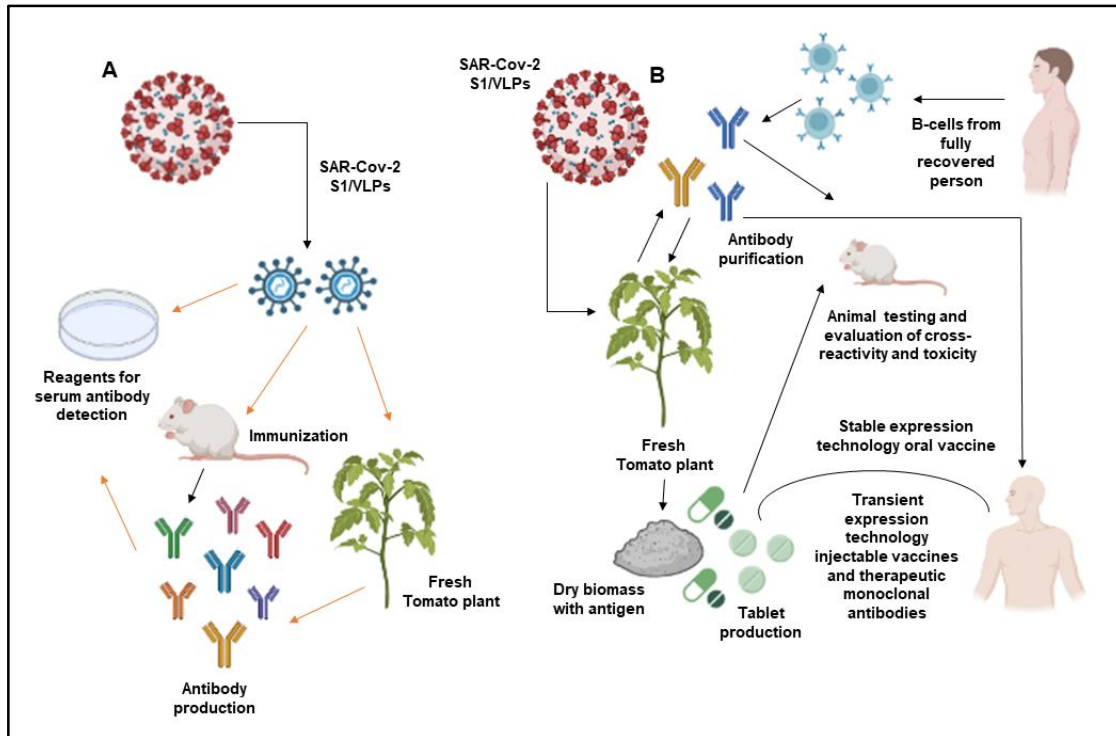 A
SAR-Cov-2
S1/VLPs
Reagents for
serum antibody
detection
Immunization
Fresh
Tomato plant
Antibody
production
SAR-Cov-2
S1/VLPs
B
B-cells from
fully
recovered
person
Antibody
purification
Animal testing and
evaluation of cross-
reactivity and toxicity
Fresh
Tomato plant
Stable expression
technology oral vaccine
Transient
expression
technology
injectable vaccines
and therapeutic
monoclonal
antibodies
Dry biomass
with antigen
Tablet
production